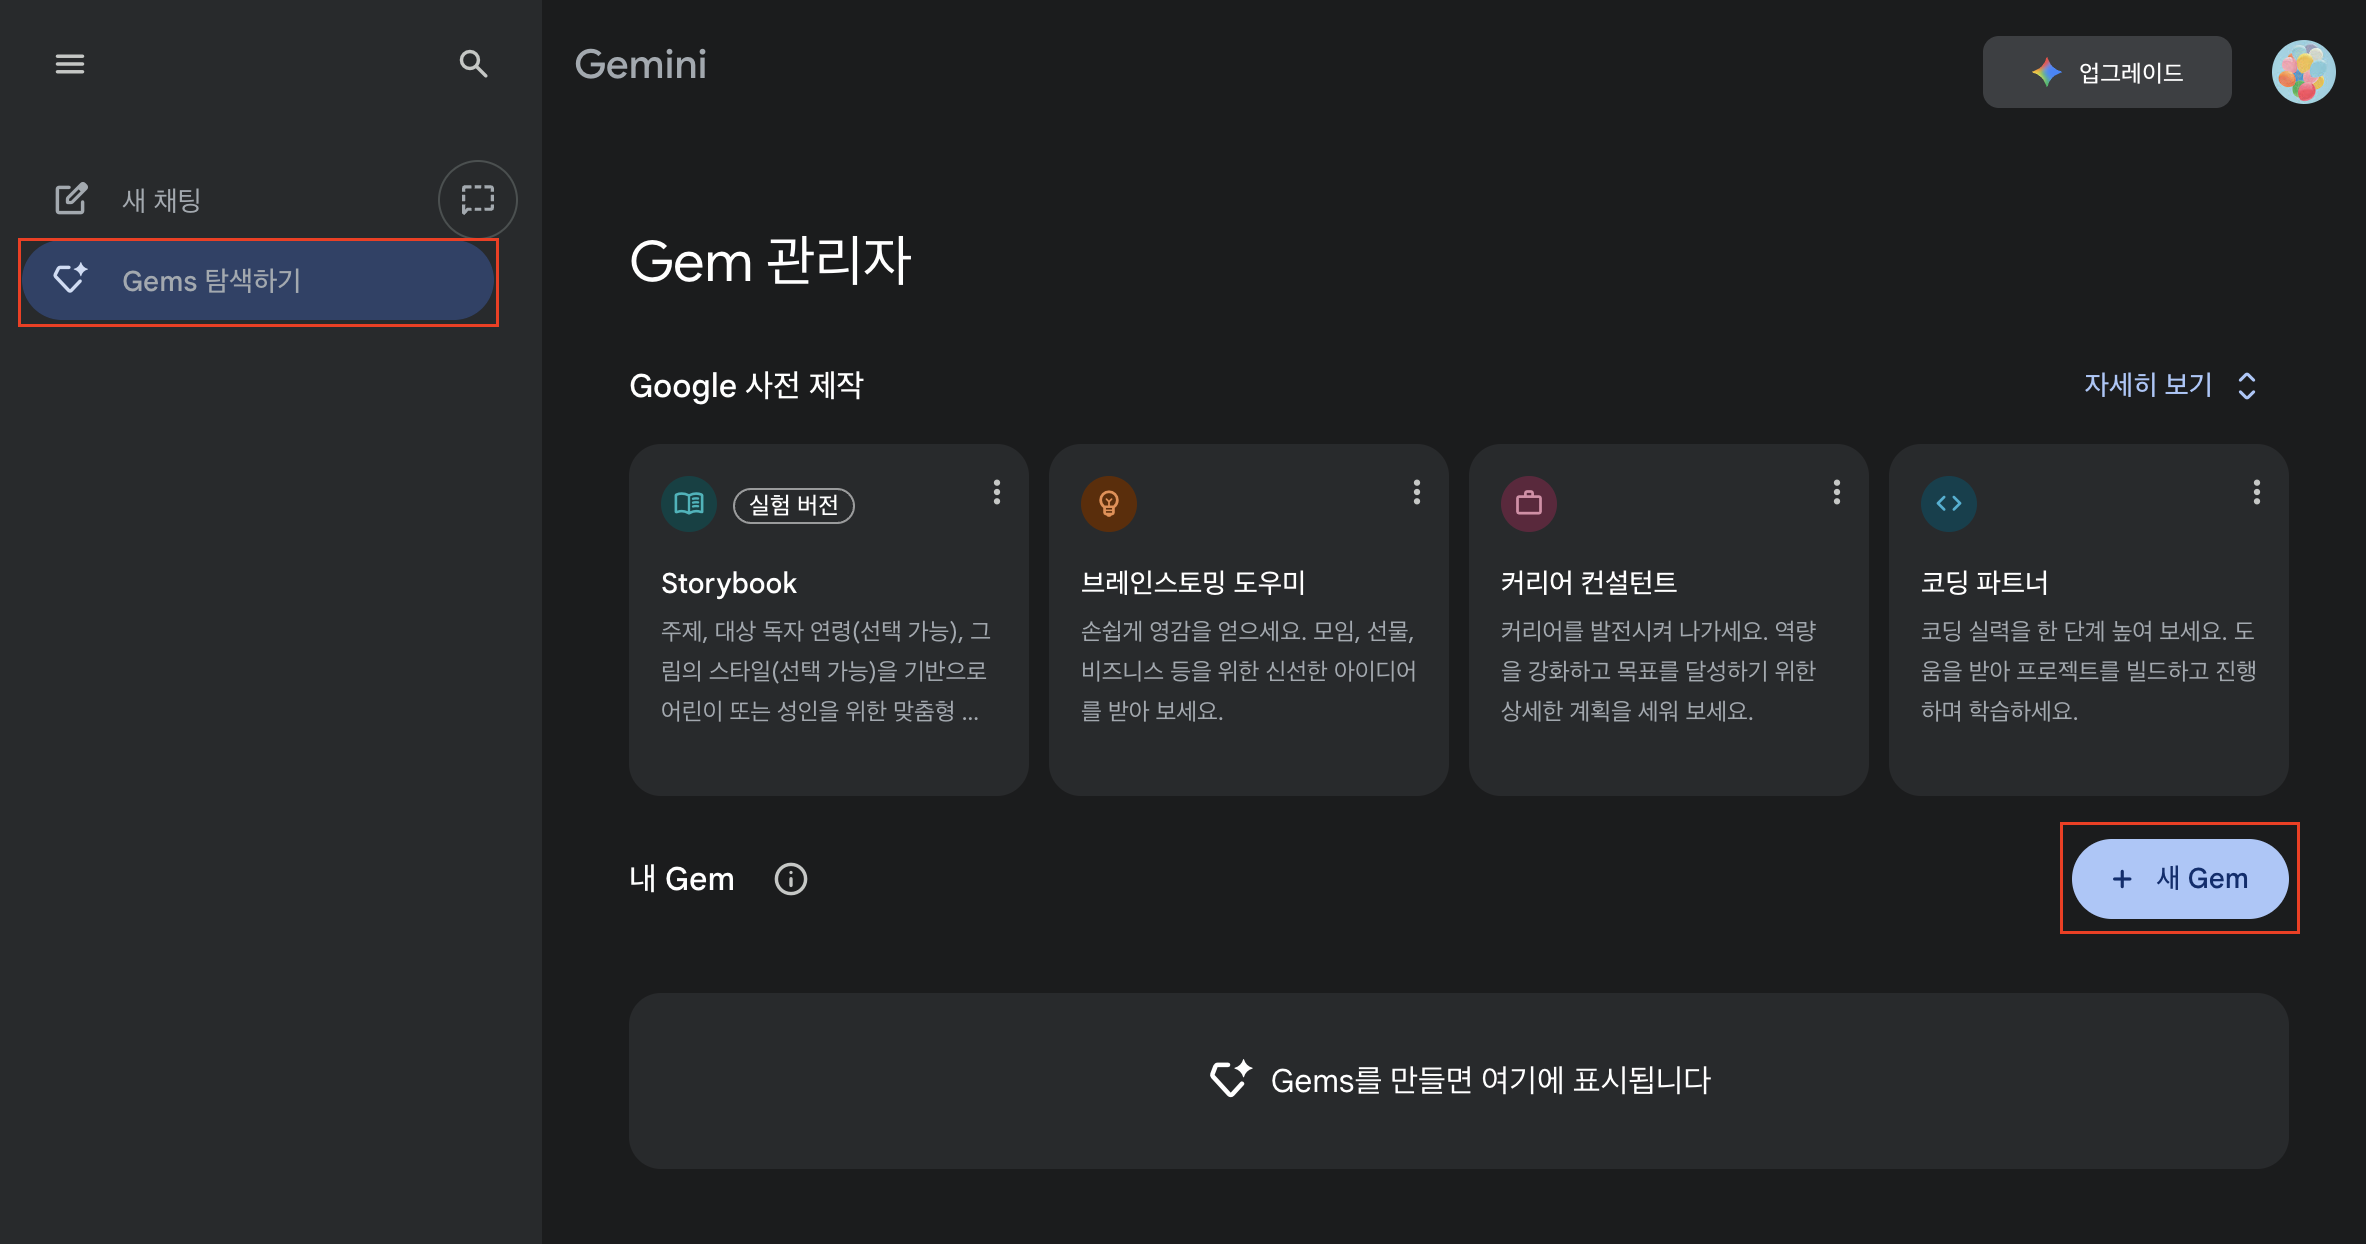 Gemini
업그레이드
새 채팅
Gems 탐색하기
Gem 관리자
Google 사전 제작
자세히 보기
실험 버전
Storybook
주제, 대상 독자 연령(선택 가능), 그
림의 스타일(선택 가능)을 기반으로
어린이 또는 성인을 위한 맞춤형 ...
브레인스토밍 도우미
손쉽게 영감을 얻으세요. 모임, 선물,
비즈니스 등을 위한 신선한 아이디어
를 받아 보세요.
커리어 컨설턴트
커리어를 발전시켜 나가세요. 역량
을 강화하고 목표를 달성하기 위한
상세한 계획을 세워 보세요.
코딩 파트너
코딩 실력을 한 단계 높여 보세요. 도
움을 받아 프로젝트를 빌드하고 진행
하며 학습하세요.
내 Gem
+ 새 Gem
Gems를 만들면 여기에 표시됩니다